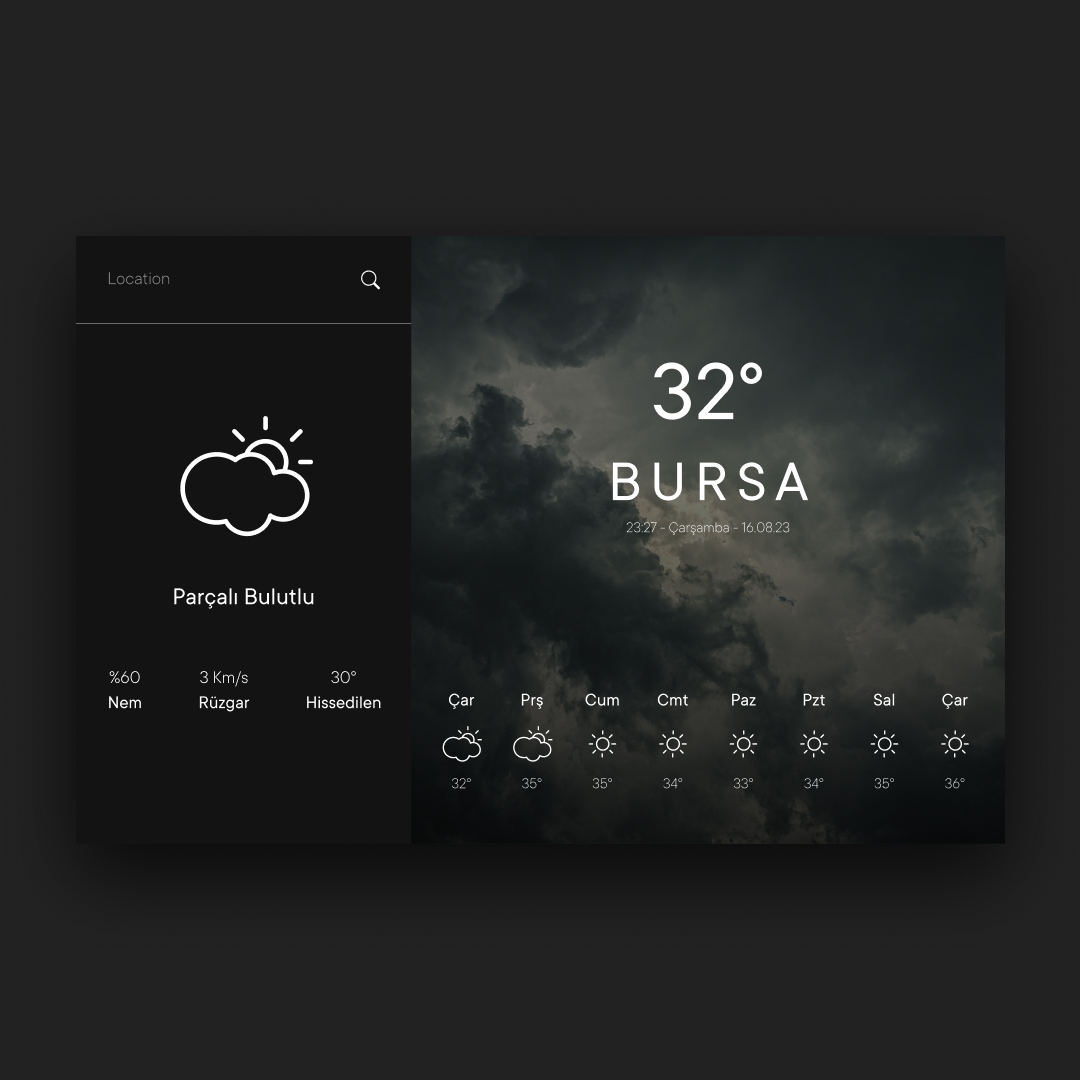 Location
Parçalı Bulutlu
%60 3 Km/s 30°
Nem Rüzgar Hissedilen
32°
BURSA
23:27 - Çarşamba - 16.08.23
Çar Prş Cum Cmt Paz Pzt Sal Çar
32° 35° 35° 34° 33° 34° 35° 36°